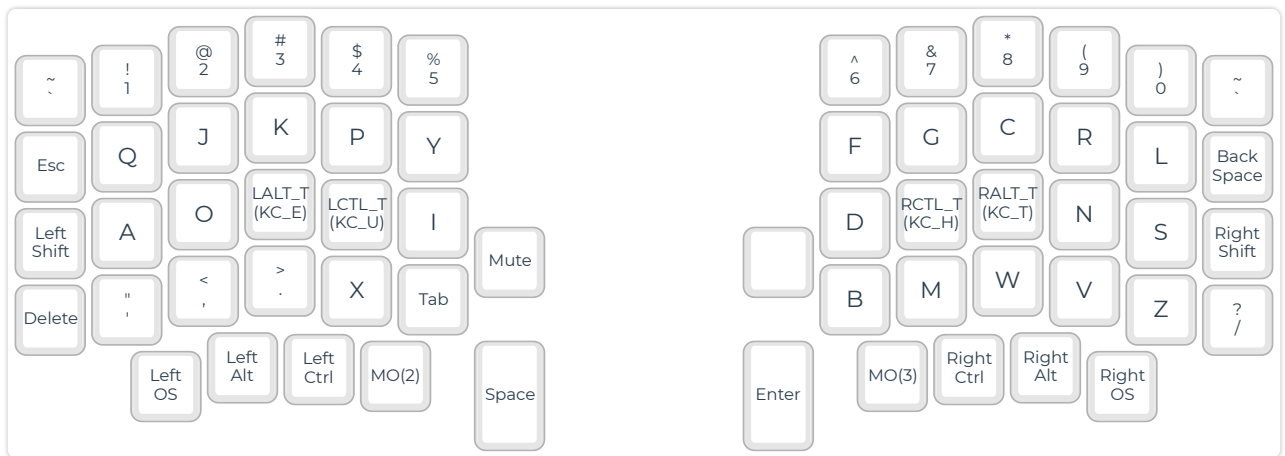 ~
`
!
1
@
2
#
3
$
4
%
5
^
6
&
7
*
8
(
9
)
0
~
`
Esc
Q
J
K
P
Y
F
G
C
R
L
Back
Space
Left
Shift
A
O
LALT_T
(KC_E)
LCTL_T
(KC_U)
I
Mute
D
RCTL_T
(KC_H)
RALT_T
(KC_T)
N
S
Right
Shift
Delete
"
'
<
,
>
.
X
Tab
B
M
W
V
Z
?
/
Left
OS
Left
Alt
Left
Ctrl
MO(2)
Space
Enter
MO(3)
Right
Ctrl
Right
Alt
Right
OS